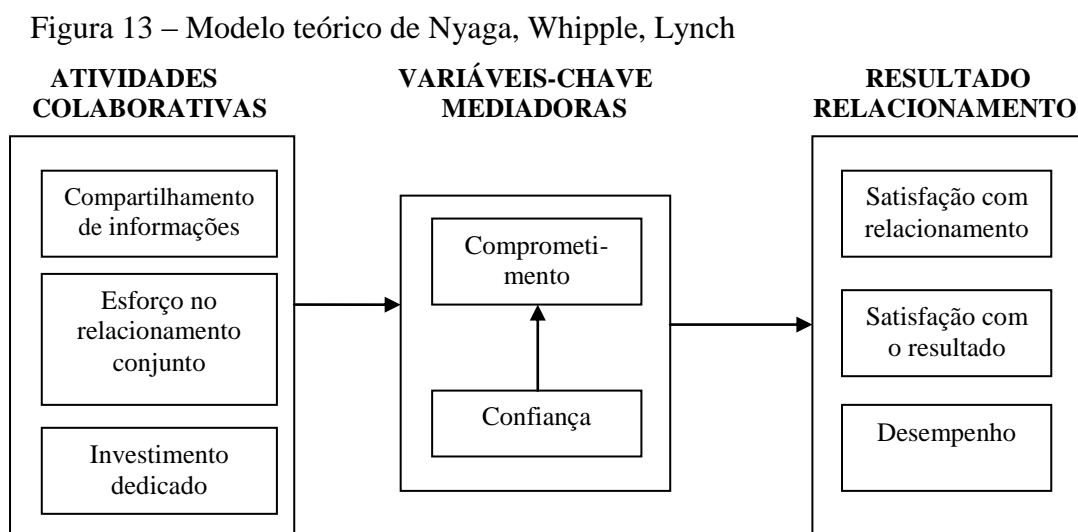 Figura 13 – Modelo teórico de Nyaga, Whipple, Lynch
ATIVIDADES
COLABORATIVAS
Compartilhamento
de informações
Esforço no
relacionamento
conjunto
Investimento
dedicado
VARIÁVEIS-CHAVE
MEDIADORAS
Comprometi-
mento
Confiança
RESULTADO
RELACIONAMENTO
Satisfação com
relacionamento
Satisfação com
o resultado
Desempenho